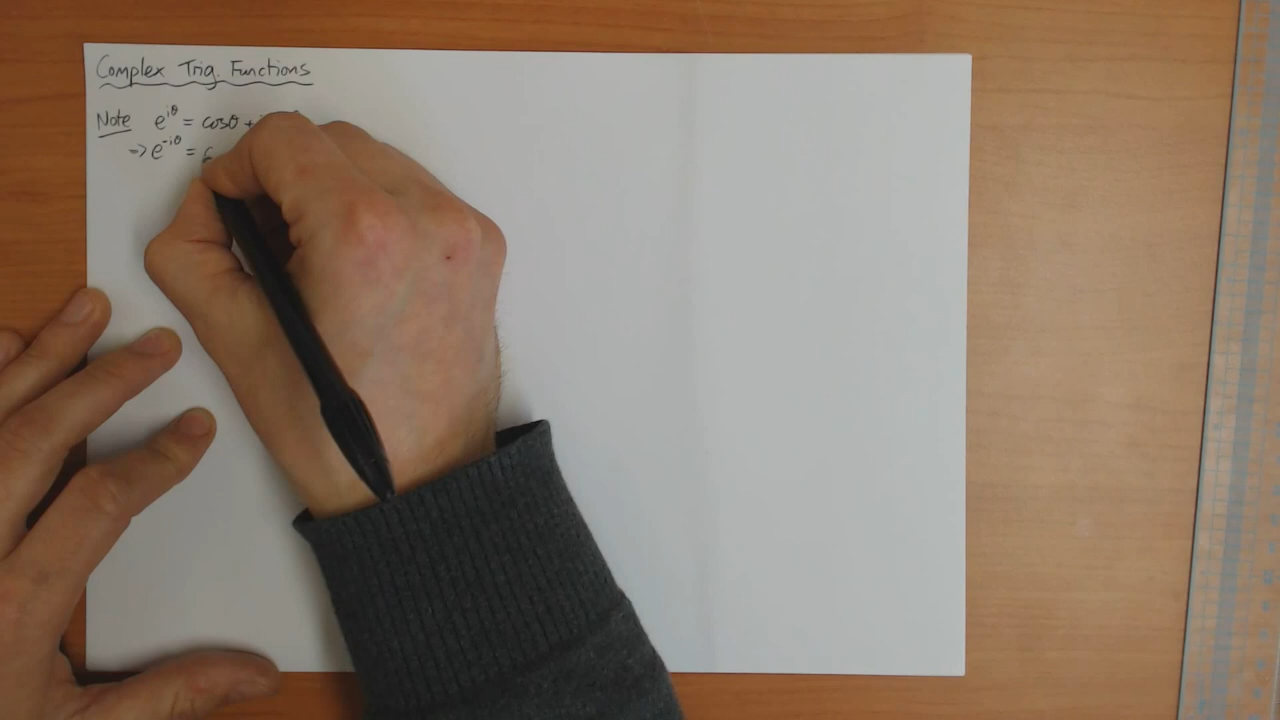 Complex Trig. Functions
Note e^{iθ} = cosθ +
⇒ e^{-iθ} =